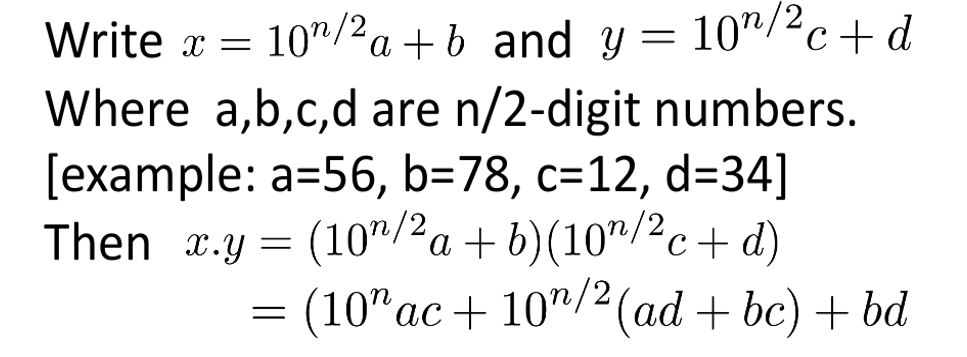 Write x = 10^{n/2}a + b and y = 10^{n/2}c + d
Where a,b,c,d are n/2-digit numbers.
[example: a=56, b=78, c=12, d=34]
Then x.y = (10^{n/2}a + b)(10^{n/2}c + d)
= (10^{n}ac + 10^{n/2}(ad + bc) + bd